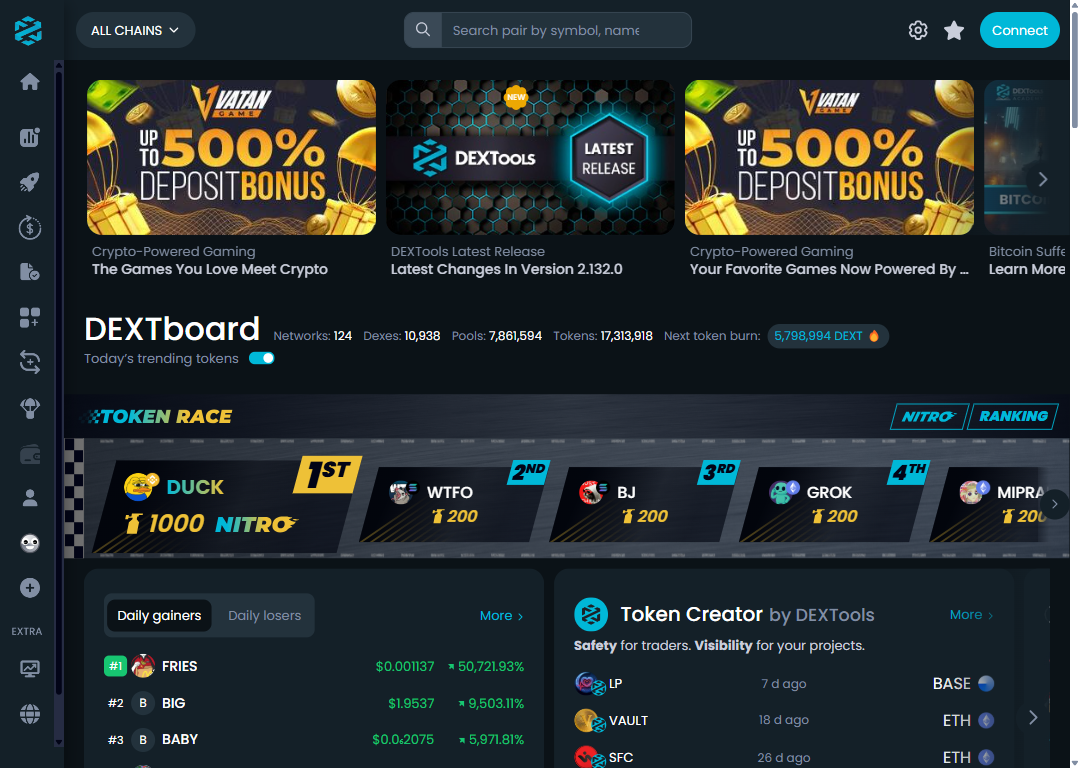 ALL CHAINS
Search pair by symbol, name
Connect
VATAN
GAME
UP TO 500%
DEPOSIT BONUS
NEW
DEXTools
LATEST
RELEASE
VATAN
GAME
UP TO 500%
DEPOSIT BONUS
BITCO
Crypto-Powered Gaming
The Games You Love Meet Crypto
DEXTools Latest Release
Latest Changes In Version 2.132.0
Crypto-Powered Gaming
Your Favorite Games Now Powered By ...
Bitcoin Suffe
Learn More
DEXTboard
Networks: 124 Dexes: 10,938 Pools: 7,861,594 Tokens: 17,313,918 Next token burn: 5,798,994 DEXT
Today's trending tokens
TOKEN RACE
NITRO
RANKING
1ST
DUCK
1000 NITRO
2ND
WTFO
200
3RD
BJ
200
4TH
GROK
200
MIPRA
200
Daily gainers Daily losers More
#1 FRIES $0.001137 50,721.93%
#2 B BIG $1.9537 9,503.11%
#3 B BABY $0.0₆2075 5,971.81%
Token Creator by DEXTools More
Safety for traders. Visibility for your projects.
LP 7 d ago BASE
VAULT 18 d ago ETH
SFC 26 d ago ETH
EXTRA